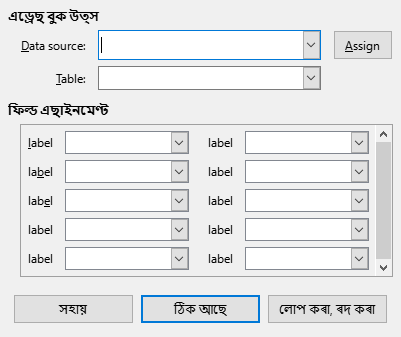 এড্ৰেছ বুক উত্স
Data source:
Assign
Table:
ফিল্ড এছাইনমেণ্ট
label label
label label
label label
label label
label label
সহায় ঠিক আছে লোপ কৰা, ৰদ কৰা